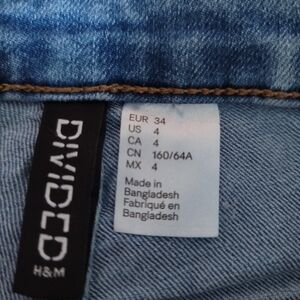 DIVIDED
H&M
EUR 34
US 4
CA 4
CN 160/64A
MX 4
Made in
Bangladesh
Fabriqué en
Bangladesh